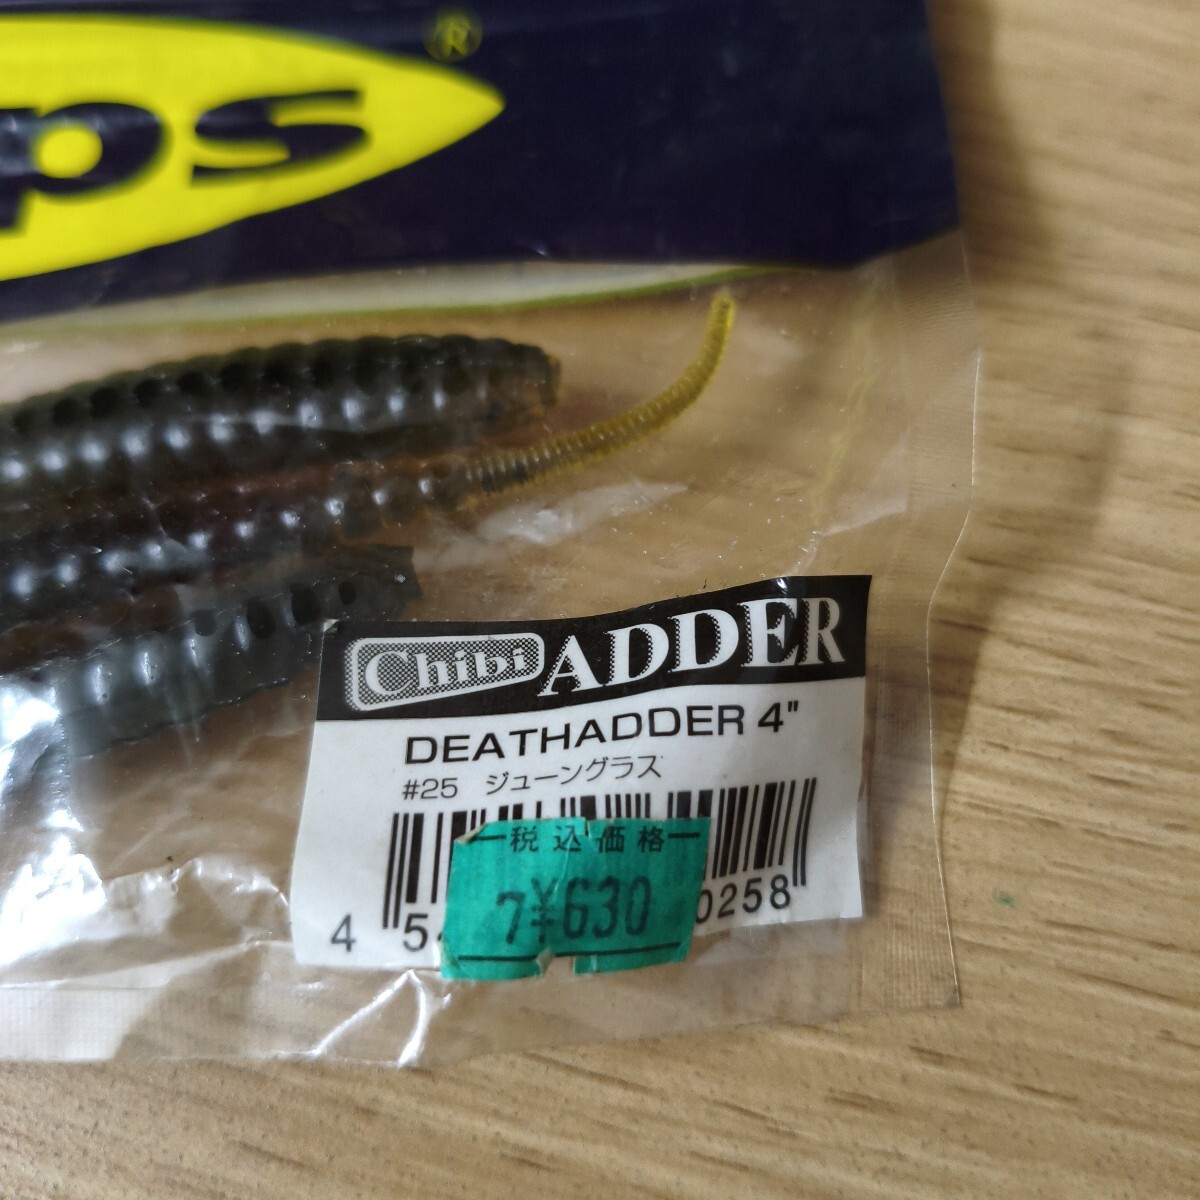 ps®
Chibi ADDER
DEATHADDER 4"
#25 ジューングラス
税込価格
7¥630
4 5 0258